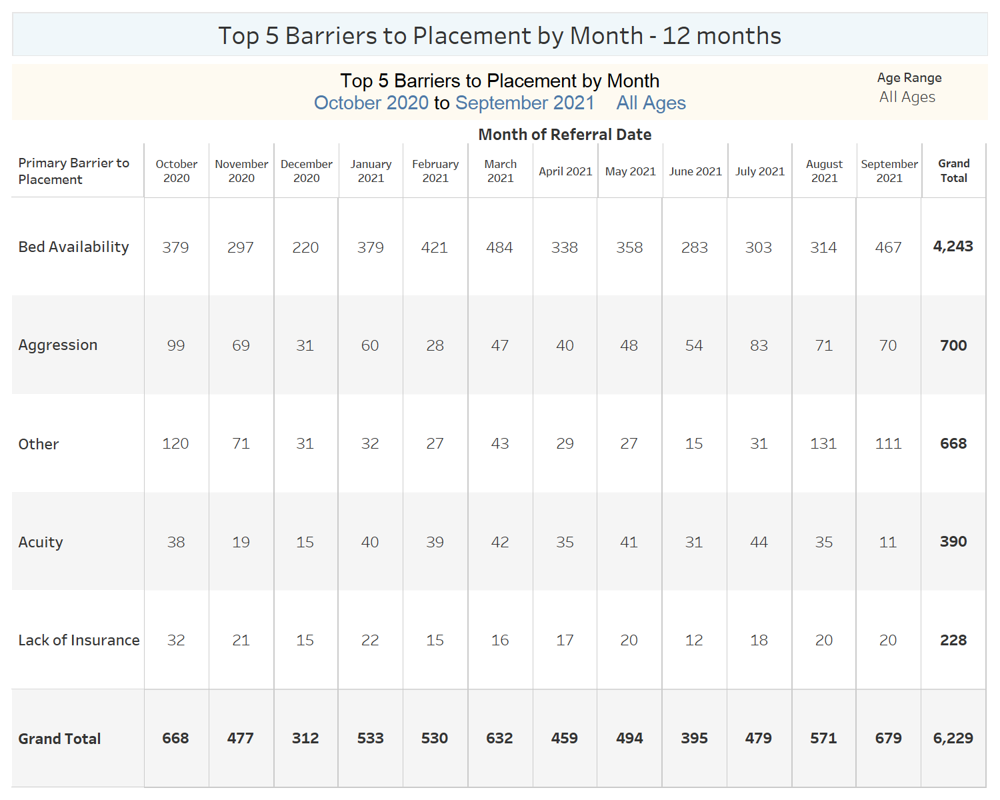 Top 5 Barriers to Placement by Month - 12 months
Top 5 Barriers to Placement by Month
October 2020 to September 2021 All Ages
Age Range
All Ages
Month of Referral Date
Primary Barrier to
Placement
October
2020
November
2020
December
2020
January
2021
February
2021
March
2021
April 2021
May 2021
June 2021
July 2021
August
2021
September
2021
Grand
Total
Bed Availability 379 297 220 379 421 484 338 358 283 303 314 467 4,243
Aggression 99 69 31 60 28 47 40 48 54 83 71 70 700
Other 120 71 31 32 27 43 29 27 15 31 131 111 668
Acuity 38 19 15 40 39 42 35 41 31 44 35 11 390
Lack of Insurance 32 21 15 22 15 16 17 20 12 18 20 20 228
Grand Total 668 477 312 533 530 632 459 494 395 479 571 679 6,229